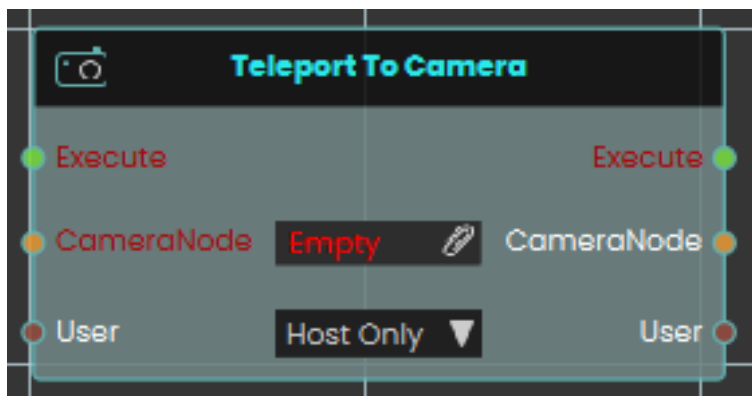 Teleport To Camera
Execute Execute
CameraNode Empty CameraNode
User Host Only User